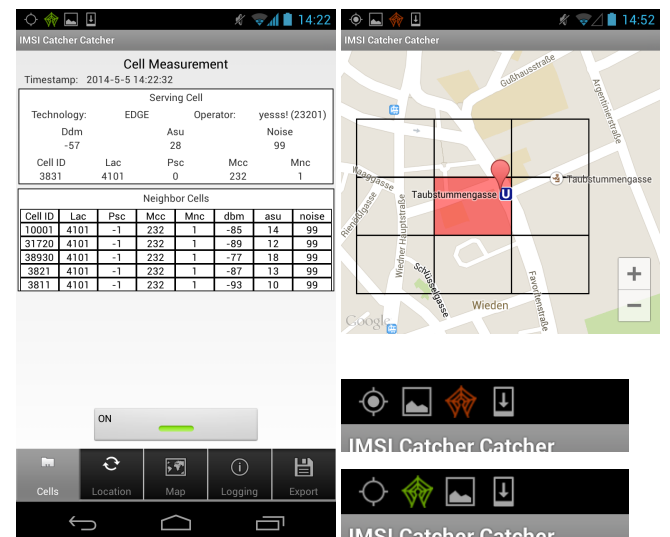 14:22
IMSI Catcher Catcher
Cell Measurement
Timestamp: 2014-5-5 14:22:32
Serving Cell
Technology: EDGE Operator: yesss! (23201)
Ddm Asu Noise
-57 28 99
Cell ID Lac Psc Mcc Mnc
3831 4101 0 232 1
Neighbor Cells
Cell ID Lac Psc Mcc Mnc dbm asu noise
10001 4101 -1 232 1 -85 14 99
31720 4101 -1 232 1 -89 12 99
38930 4101 -1 232 1 -77 18 99
3821 4101 -1 232 1 -87 13 99
3811 4101 -1 232 1 -93 10 99
ON
Cells Location Map Logging Export
14:52
IMSI Catcher Catcher
Gußhausstraße
Argentinierstraße
Waaggasse
Taubstummengasse
Taubstummengasse U
Rienößlgasse
Wiedner Hauptstraße
Schlüsselgasse
Favoritenstraße
+
Wieden
−
Google
IMSI Catcher Catcher
IMSI Catcher Catcher